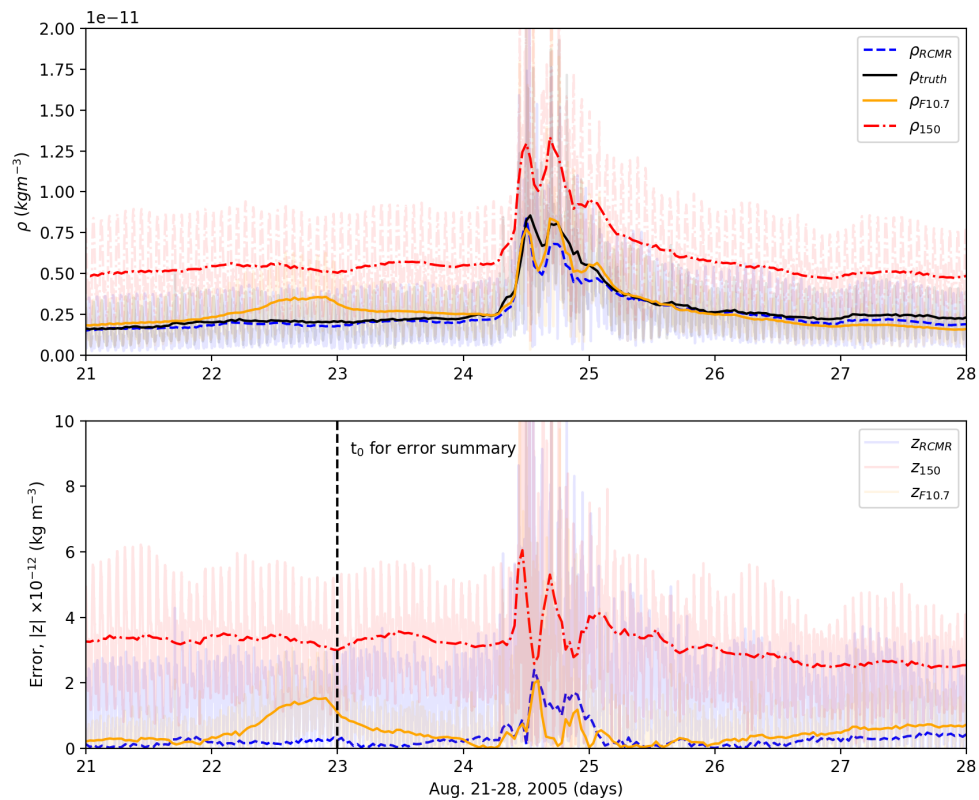 1e−11
2.00
1.75
1.50
1.25
1.00
0.75
0.50
0.25
0.00
ρ (kgm⁻³)
ρ_RCMR
ρ_truth
ρ_F10.7
ρ_150
21 22 23 24 25 26 27 28
10
8
6
4
2
0
Error, |z| ×10⁻¹² (kg m⁻³)
t₀ for error summary
z_RCMR
z_150
z_F10.7
21 22 23 24 25 26 27 28
Aug. 21-28, 2005 (days)